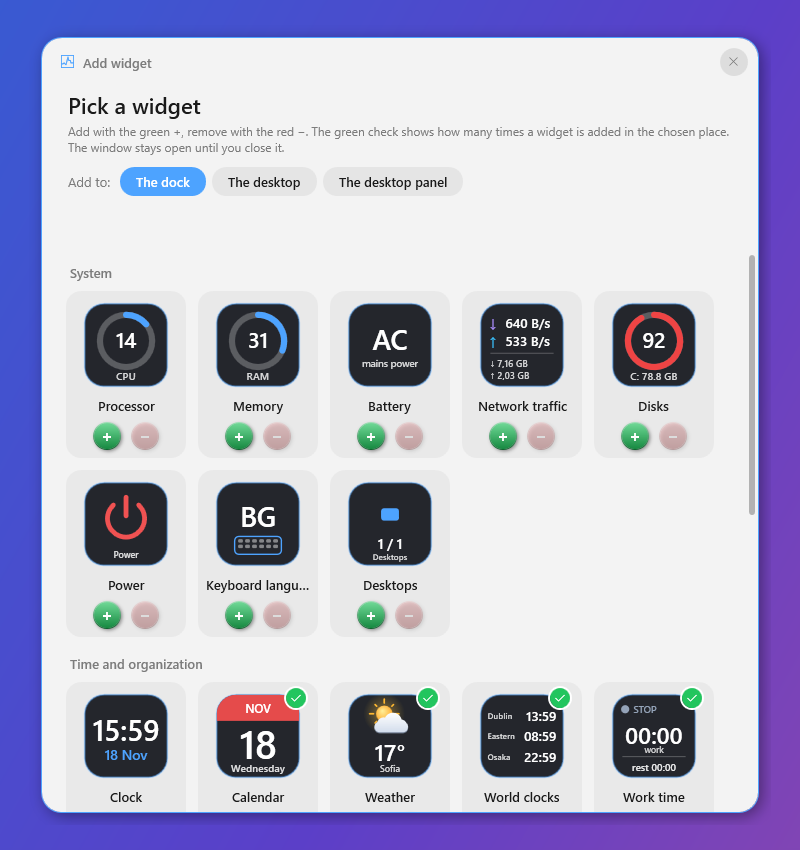 Add widget
Pick a widget
Add with the green +, remove with the red −. The green check shows how many times a widget is added in the chosen place.
The window stays open until you close it.
Add to: The dock The desktop The desktop panel
System
14 31 AC ↓ 640 B/s 92
mains power ↑ 533 B/s
↓ 7,16 GB
CPU RAM ↑ 2,03 GB C: 78.8 GB
Processor Memory Battery Network traffic Disks
+ − + − + − + − + −
BG
1 / 1
Power Desktops
Power Keyboard langu... Desktops
+ − + − + −
Time and organization
NOV Dublin 13:59 STOP
15:59 18 Eastern 08:59 00:00
18 Nov 17° work
Wednesday Sofia Osaka 22:59 rest 00:00
Clock Calendar Weather World clocks Work time